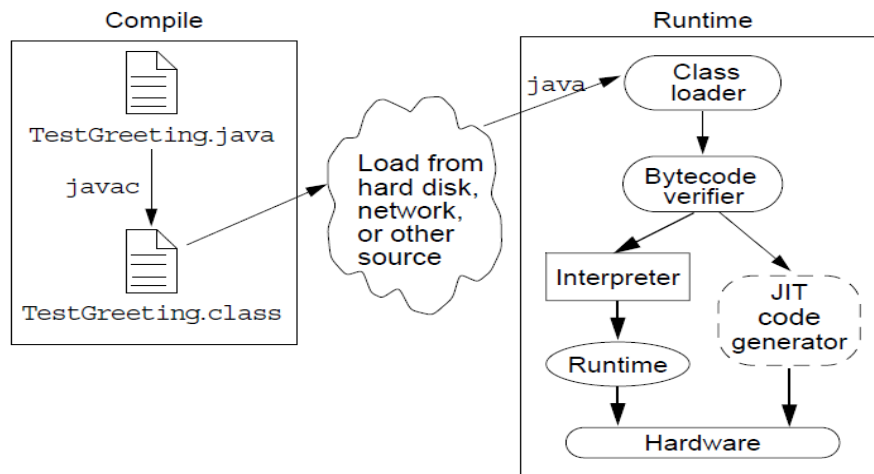 Compile
TestGreeting.java
javac
TestGreeting.class
Load from
hard disk,
network,
or other
source
Runtime
java
Class
loader
Bytecode
verifier
Interpreter
Runtime
JIT
code
generator
Hardware